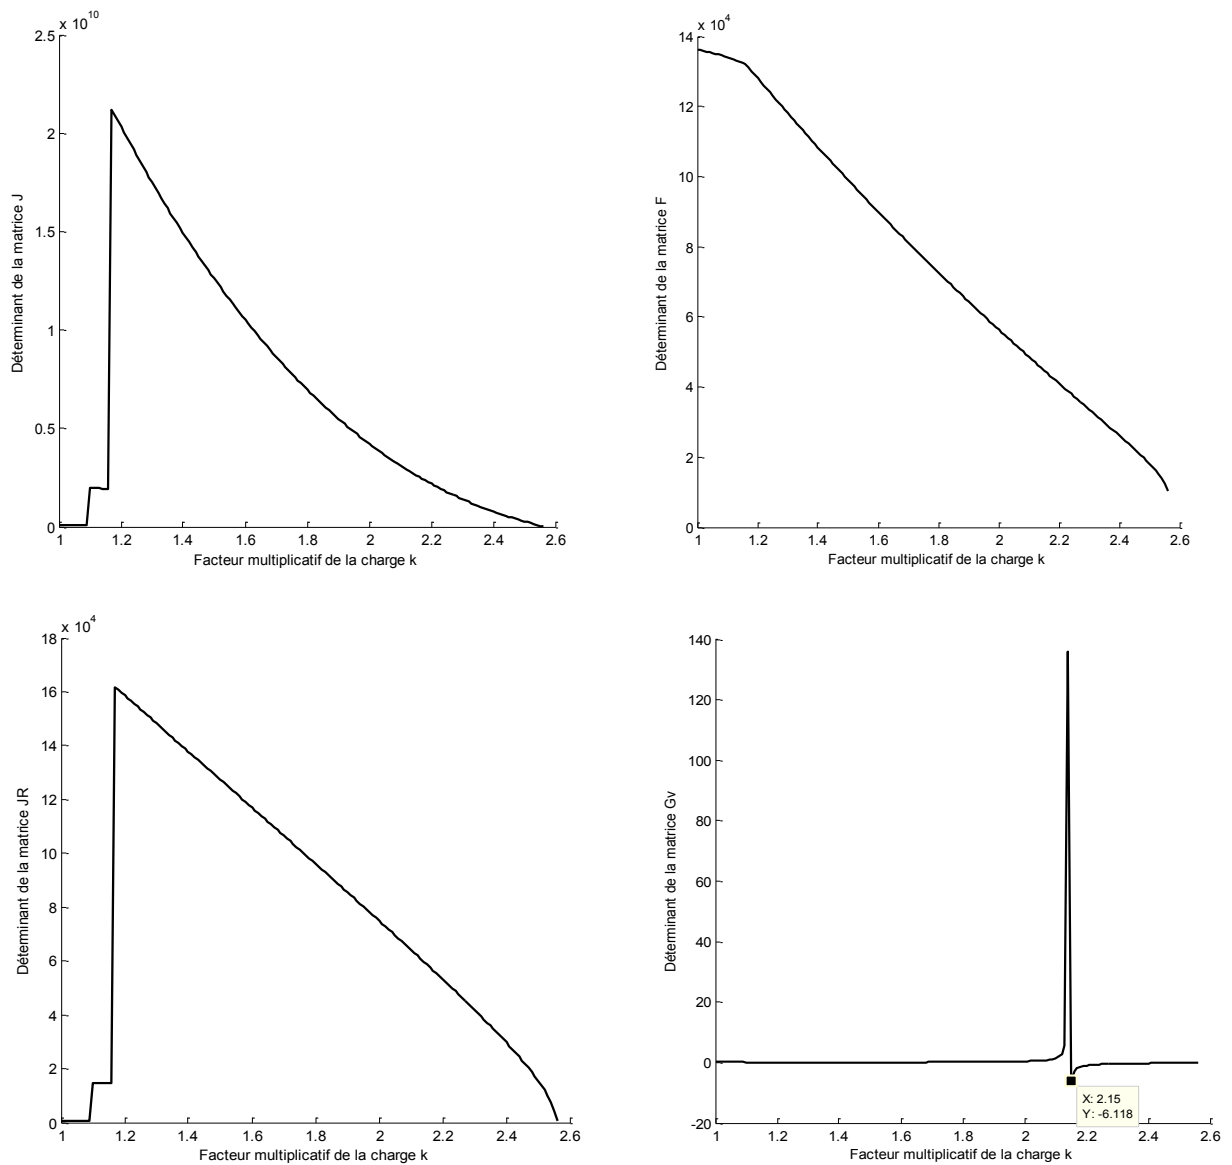 x 10^10
2.5
2
1.5
1
0.5
0
1 1.2 1.4 1.6 1.8 2 2.2 2.4 2.6
Déterminant de la matrice J
Facteur multiplicatif de la charge k
x 10^4
14
12
10
8
6
4
2
0
1 1.2 1.4 1.6 1.8 2 2.2 2.4 2.6
Déterminant de la matrice F
Facteur multiplicatif de la charge k
x 10^4
18
16
14
12
10
8
6
4
2
0
1 1.2 1.4 1.6 1.8 2 2.2 2.4 2.6
Déterminant de la matrice JR
Facteur multiplicatif de la charge k
140
120
100
80
60
40
20
0
-20
1 1.2 1.4 1.6 1.8 2 2.2 2.4 2.6
Déterminant de la matrice Gv
X: 2.15
Y: -6.118
Facteur multiplicatif de la charge k